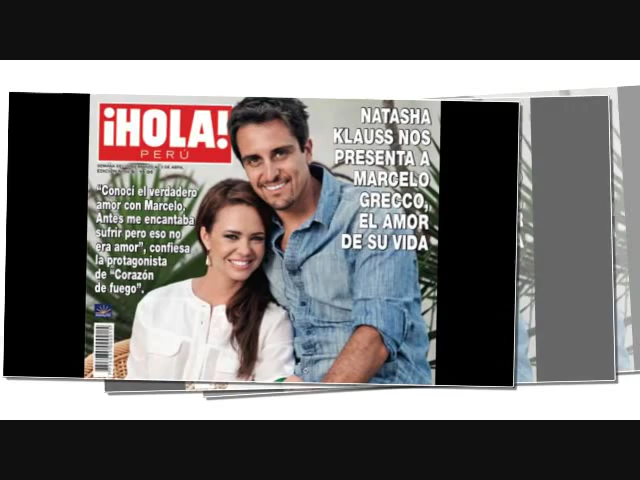 ¡HOLA!
PERÚ
"Conocí el verdadero
amor con Marcelo,
Antes me encantaba
sufrir pero eso no
era amor", confiesa
la protagonista
de "Corazón
de fuego".
NATASHA
KLAUSS NOS
PRESENTA A
MARCELO
GRECCO,
EL AMOR
DE SU VIDA